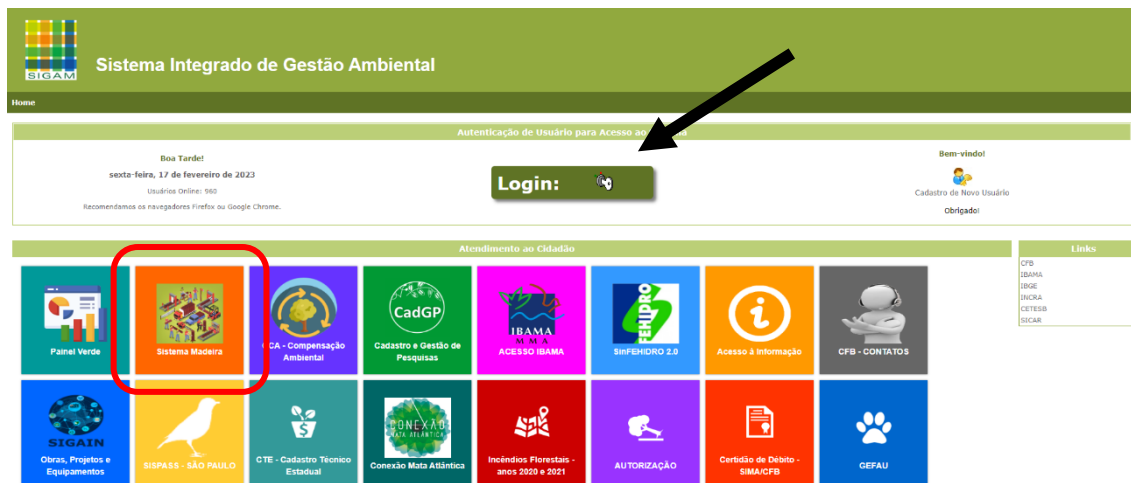 SIGAM
Sistema Integrado de Gestão Ambiental
Home
Autenticação de Usuário para Acesso ao
Boa Tarde!
sexta-feira, 17 de fevereiro de 2023
Usuários Online: 960
Recomendamos os navegadores Firefox ou Google Chrome.
Login:
Bem-vindo!
Cadastro de Novo Usuário
Obrigado!
Atendimento ao Cidadão
Links
CFB
IBAMA
IBGE
INCRA
CETESB
SICAR
Painel Verde
Sistema Madeira
CCA - Compensação
Ambiental
CadGP
Cadastro e Gestão de
Pesquisas
IBAMA
M M A
ACESSO IBAMA
FEHIDRO
SinFEHIDRO 2.0
Acesso à Informação
CFB - CONTATOS
SIGAIN
Obras, Projetos e
Equipamentos
SISPASS - SÃO PAULO
CTE - Cadastro Técnico
Estadual
CONEXÃO
MATA ATLÂNTICA
Conexão Mata Atlântica
Incêndios Florestais -
anos 2020 e 2021
AUTORIZAÇÃO
Certidão de Débito -
SIMA/CFB
GEFAU